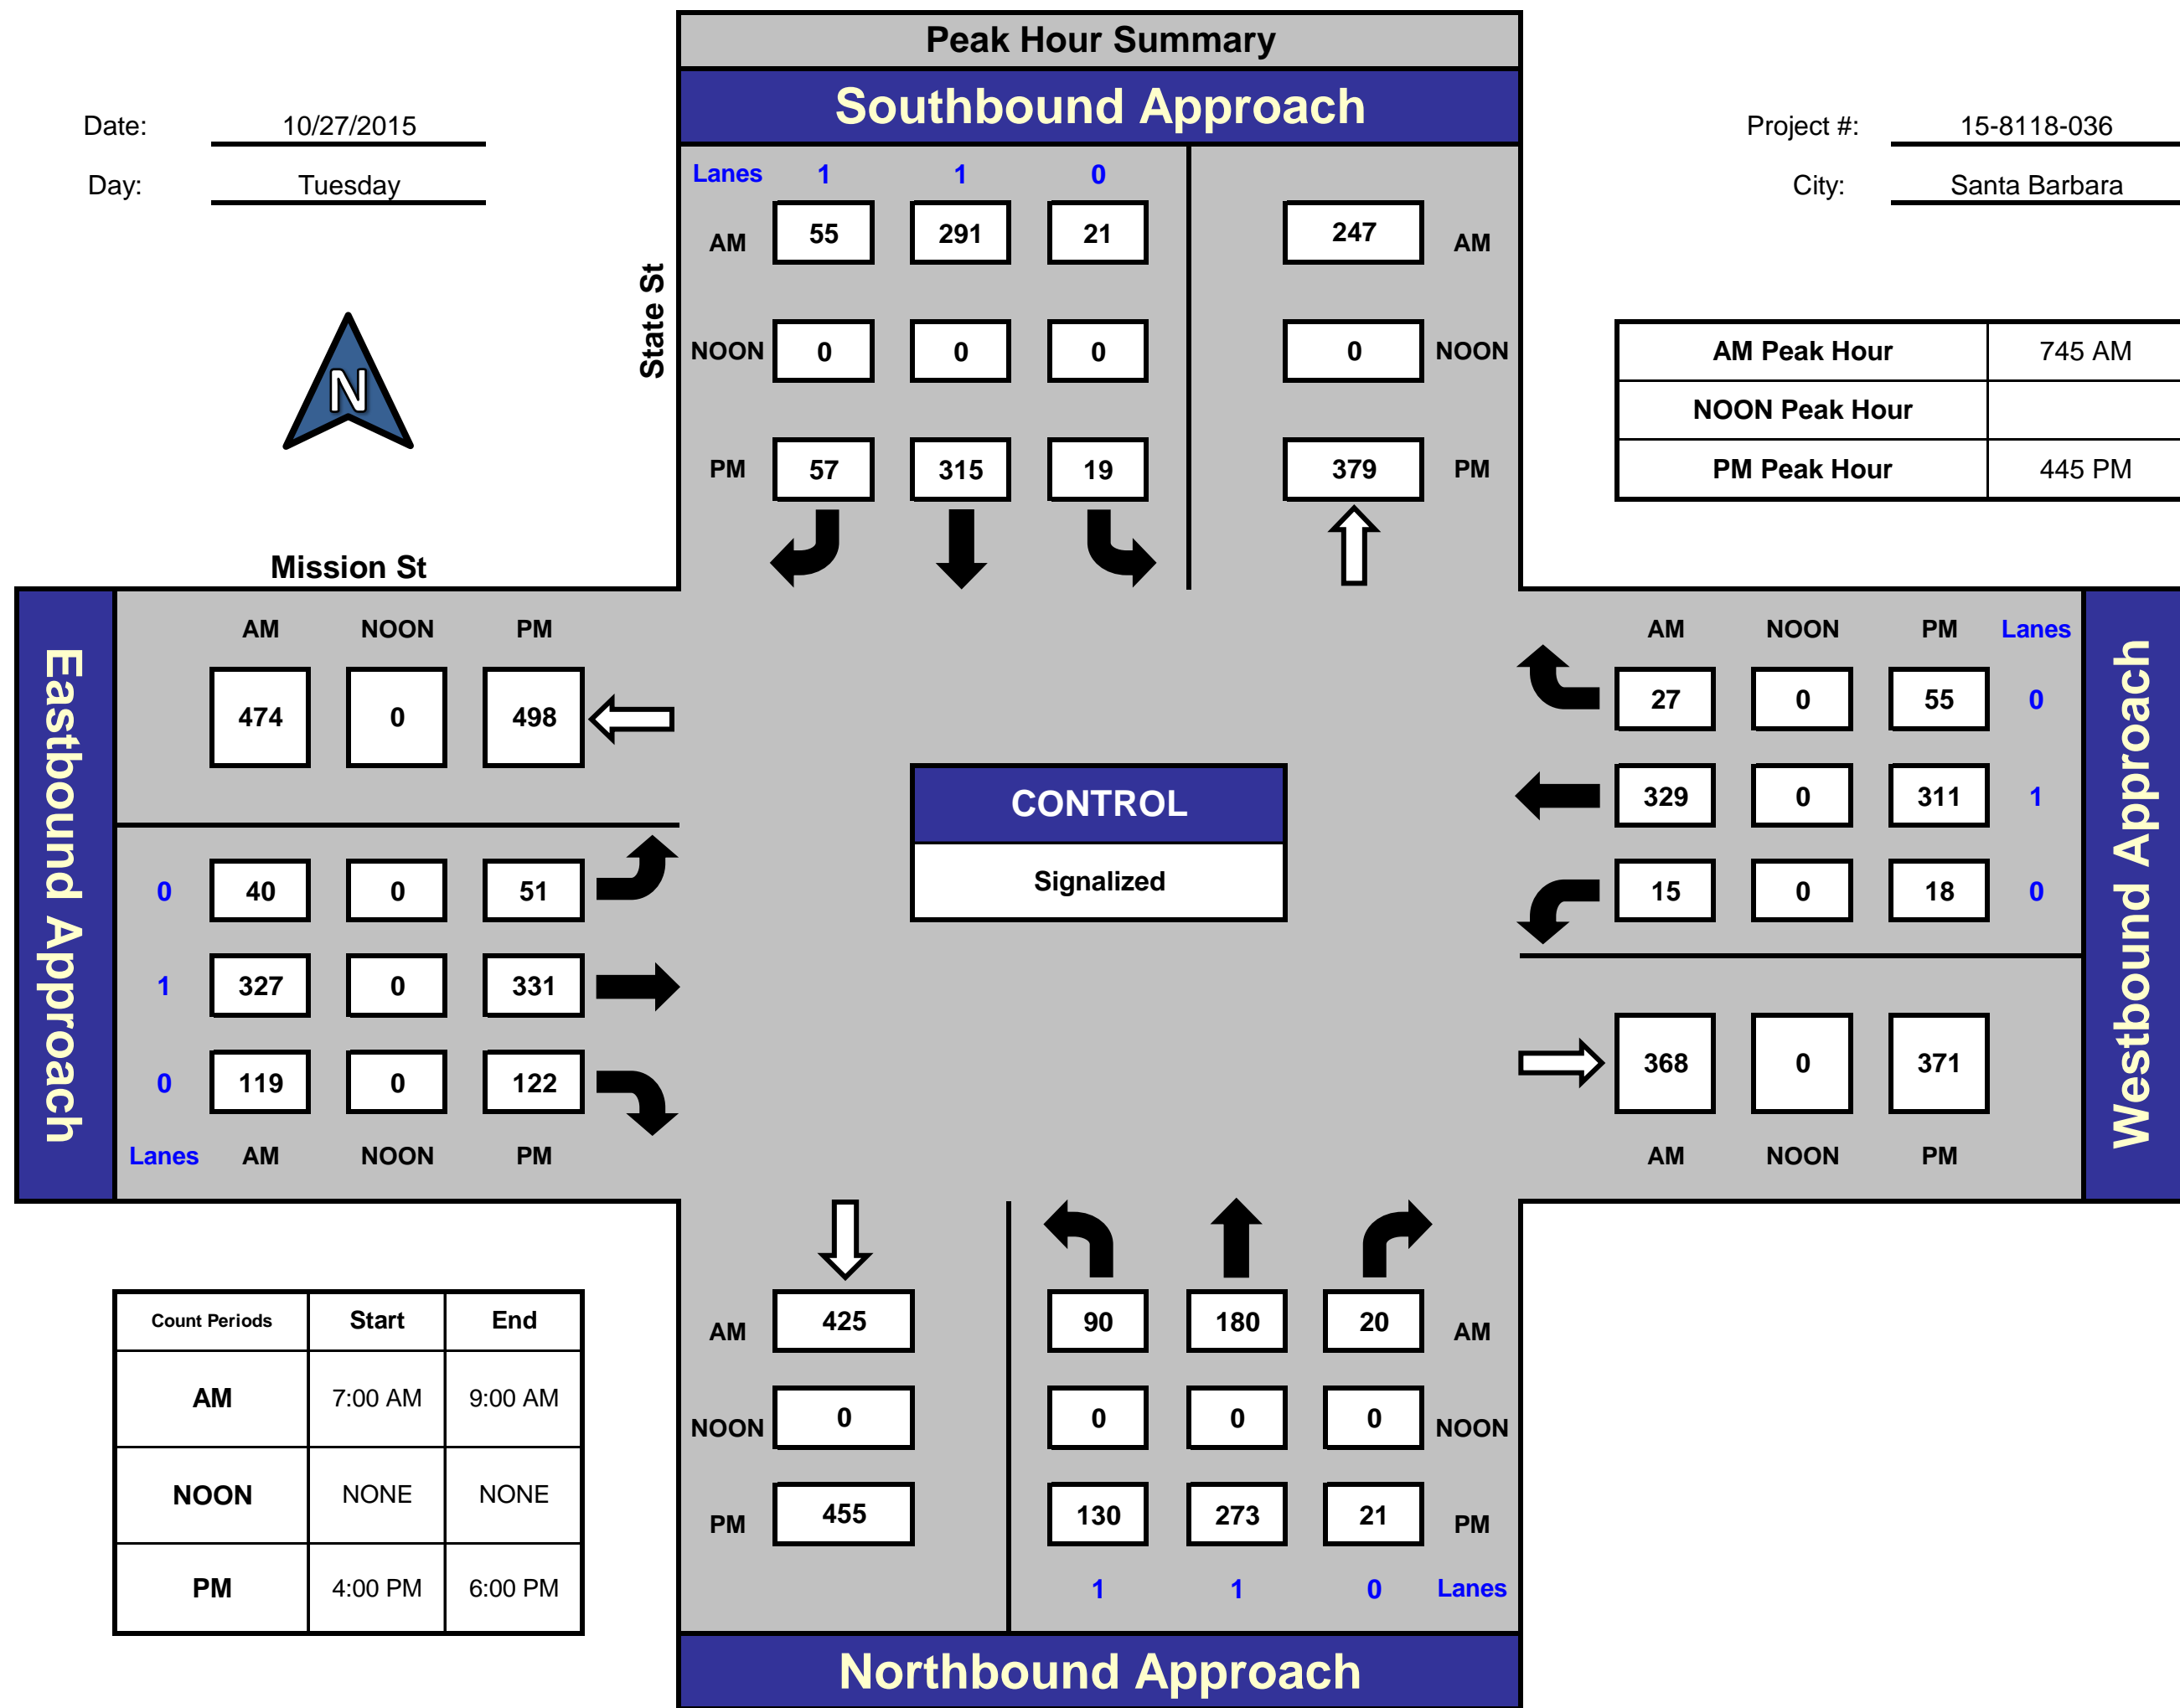 Peak Hour Summary
Southbound Approach
Date: 10/27/2015
Day: Tuesday
Project #: 15-8118-036
City: Santa Barbara
N
State St
Lanes 1 1 0
AM 55 291 21 247 AM
NOON 0 0 0 0 NOON
PM 57 315 19 379 PM
AM Peak Hour 745 AM
NOON Peak Hour
PM Peak Hour 445 PM
Mission St
Eastbound Approach
AM NOON PM
474 0 498
0 40 0 51
1 327 0 331
0 119 0 122
Lanes AM NOON PM
CONTROL
Signalized
AM NOON PM Lanes
27 0 55 0
329 0 311 1
15 0 18 0
368 0 371
AM NOON PM
Westbound Approach
Count Periods Start End
AM 7:00 AM 9:00 AM
NOON NONE NONE
PM 4:00 PM 6:00 PM
AM 425 90 180 20 AM
NOON 0 0 0 0 NOON
PM 455 130 273 21 PM
1 1 0 Lanes
Northbound Approach